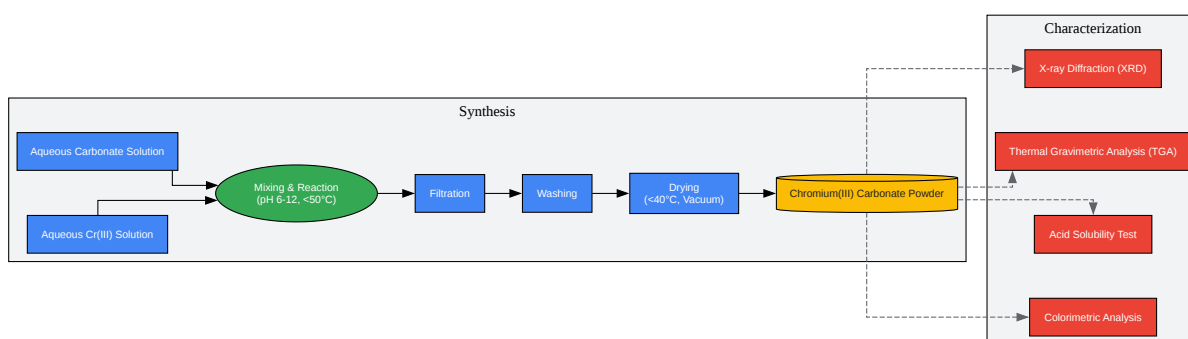 Characterization
X-ray Diffraction (XRD)
Synthesis
Aqueous Carbonate Solution
Thermal Gravimetric Analysis (TGA)
Mixing & Reaction
(pH 6-12, <50°C)
Filtration
Washing
Drying
(<40°C, Vacuum)
Chromium(III) Carbonate Powder
Aqueous Cr(III) Solution
Acid Solubility Test
Colorimetric Analysis